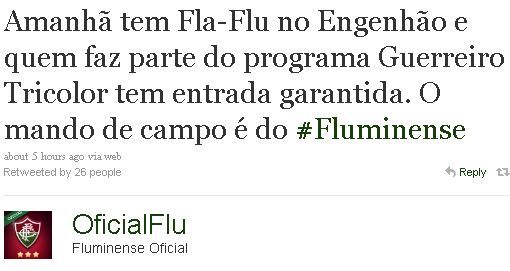 Amanhã tem Fla-Flu no Engenhão e
quem faz parte do programa Guerreiro
Tricolor tem entrada garantida. O
mando de campo é do #Fluminense
about 5 hours ago via web
Retweeted by 26 people
Reply
OficialFlu
Fluminense Oficial